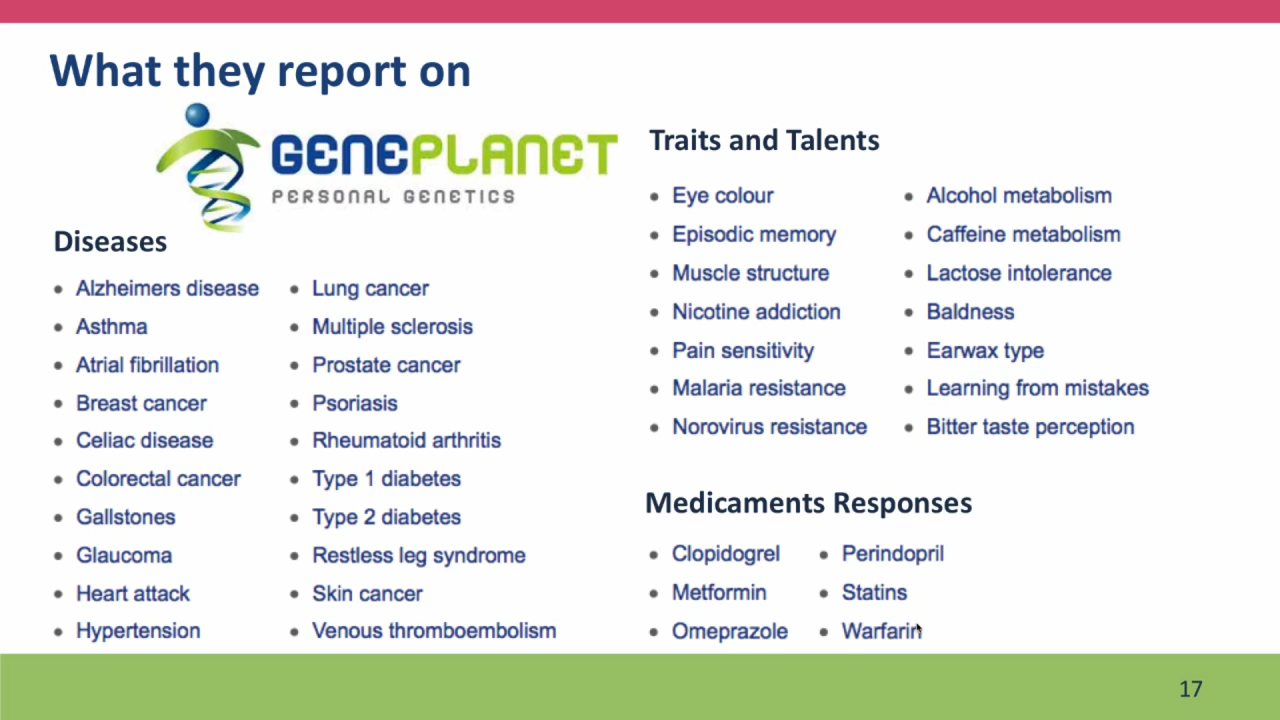 What they report on
GENEPLANET
PERSONAL GENETICS
Diseases
Alzheimers disease
Asthma
Atrial fibrillation
Breast cancer
Celiac disease
Colorectal cancer
Gallstones
Glaucoma
Heart attack
Hypertension
Lung cancer
Multiple sclerosis
Prostate cancer
Psoriasis
Rheumatoid arthritis
Type 1 diabetes
Type 2 diabetes
Restless leg syndrome
Skin cancer
Venous thromboembolism
Traits and Talents
Eye colour
Episodic memory
Muscle structure
Nicotine addiction
Pain sensitivity
Malaria resistance
Norovirus resistance
Alcohol metabolism
Caffeine metabolism
Lactose intolerance
Baldness
Earwax type
Learning from mistakes
Bitter taste perception
Medicaments Responses
Clopidogrel
Metformin
Omeprazole
Perindopril
Statins
Warfarin
17